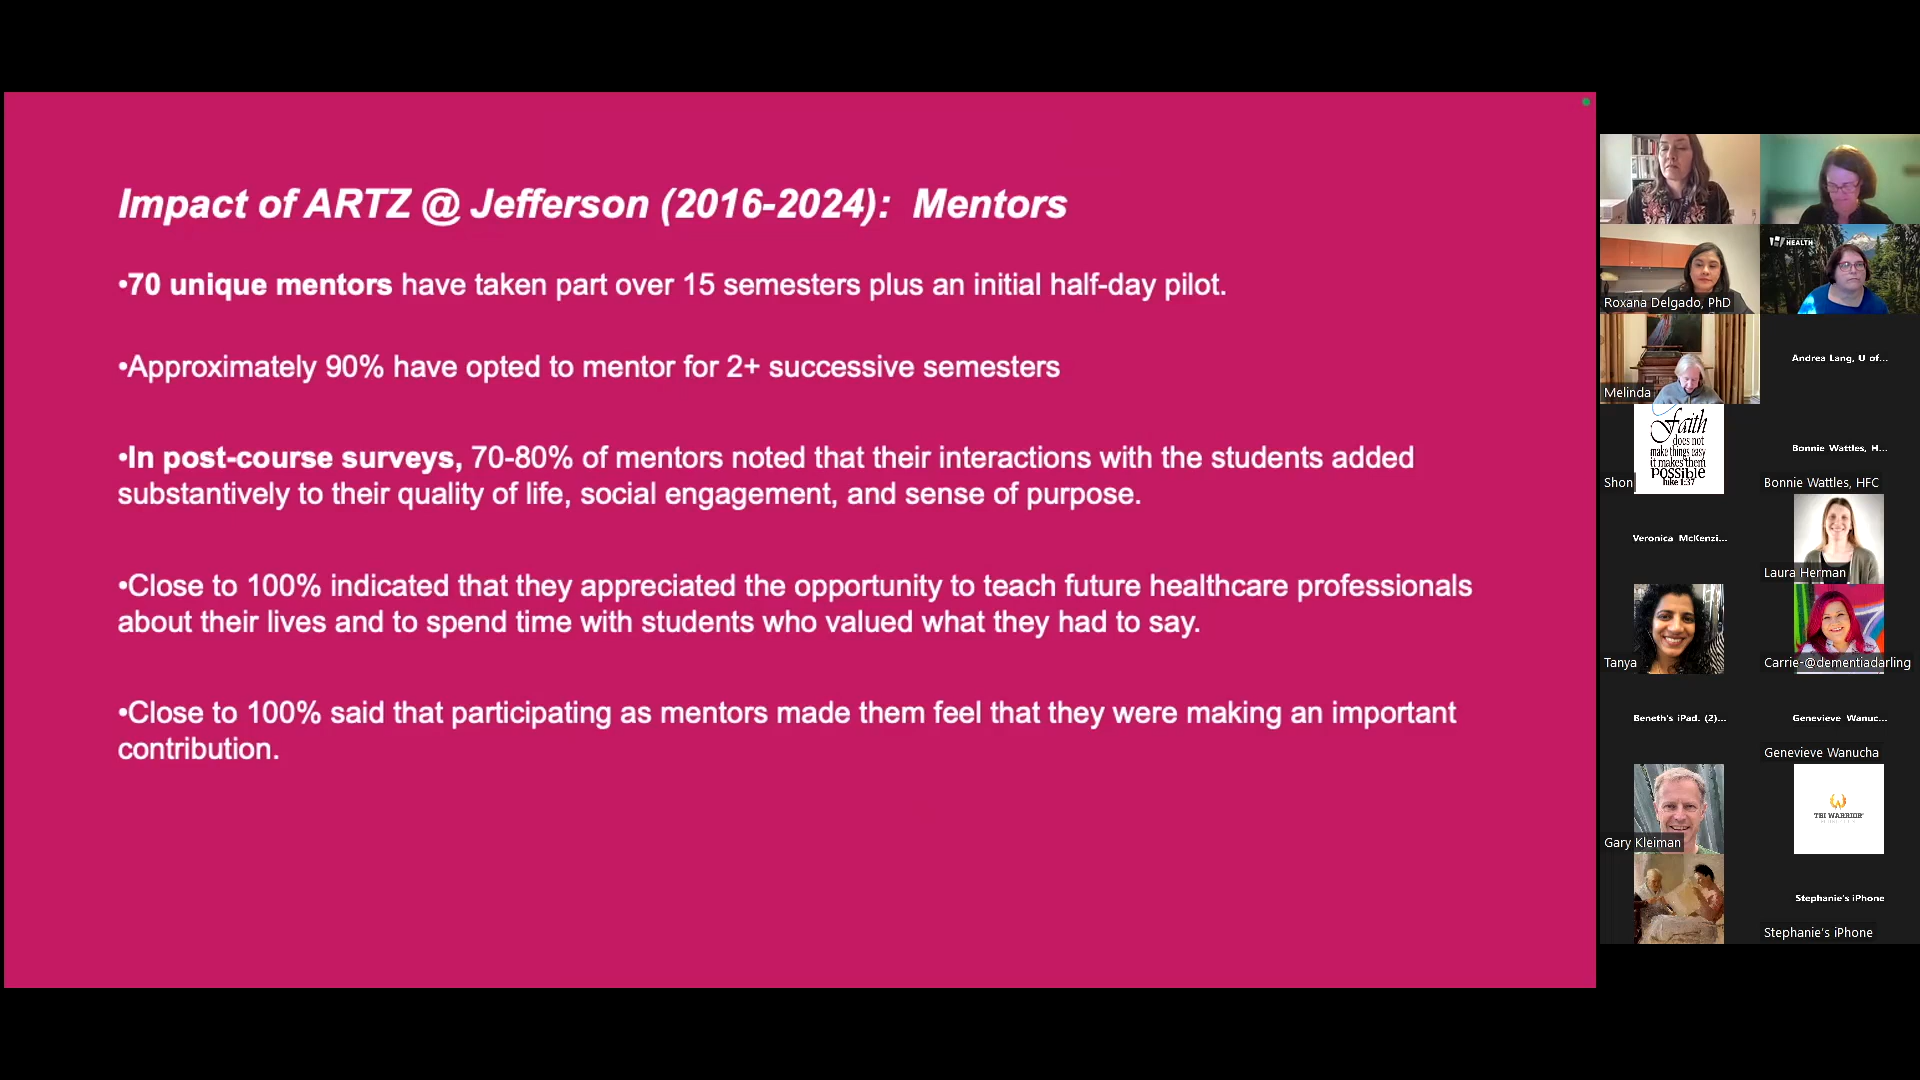 Impact of ARTZ @ Jefferson (2016-2024):  Mentors
•70 unique mentors have taken part over 15 semesters plus an initial half-day pilot.
•Approximately 90% have opted to mentor for 2+ successive semesters
•In post-course surveys, 70-80% of mentors noted that their interactions with the students added
substantively to their quality of life, social engagement, and sense of purpose.
•Close to 100% indicated that they appreciated the opportunity to teach future healthcare professionals
about their lives and to spend time with students who valued what they had to say.
•Close to 100% said that participating as mentors made them feel that they were making an important
contribution.
HEALTH
Roxana Delgado, PhD
Melinda
Andrea Lang, U of...
Faith
does not
make things easy
it makes them
possible
luke 1:37
Shon
Bonnie Wattles, H...
Bonnie Wattles, HFC
Veronica McKenzi...
Laura Herman
Tanya
Carrie-@dementiadarling
Beneth's iPad. (2)...
Genevieve Wanuc...
Genevieve Wanucha
Gary Kleiman
TBI WARRIOR
Stephanie's iPhone
Stephanie's iPhone